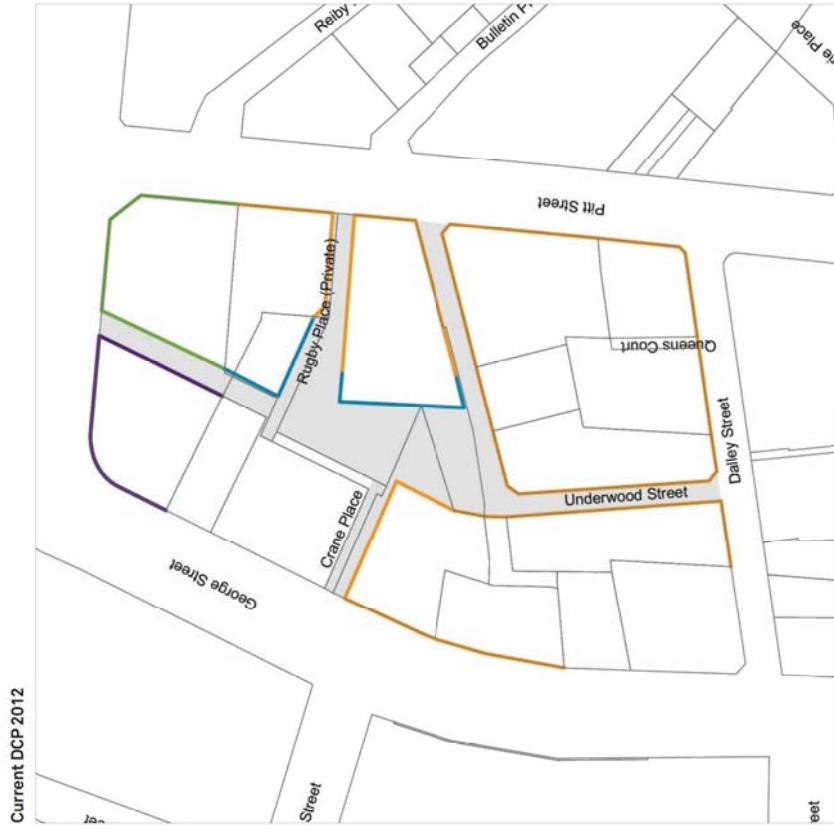 Reiby
Bulletin P
Pitt Street
Rugby Place (Private)
Queens Court
Dalley Street
Underwood Street
Crane Place
George Street
Current DCP 2012
Street